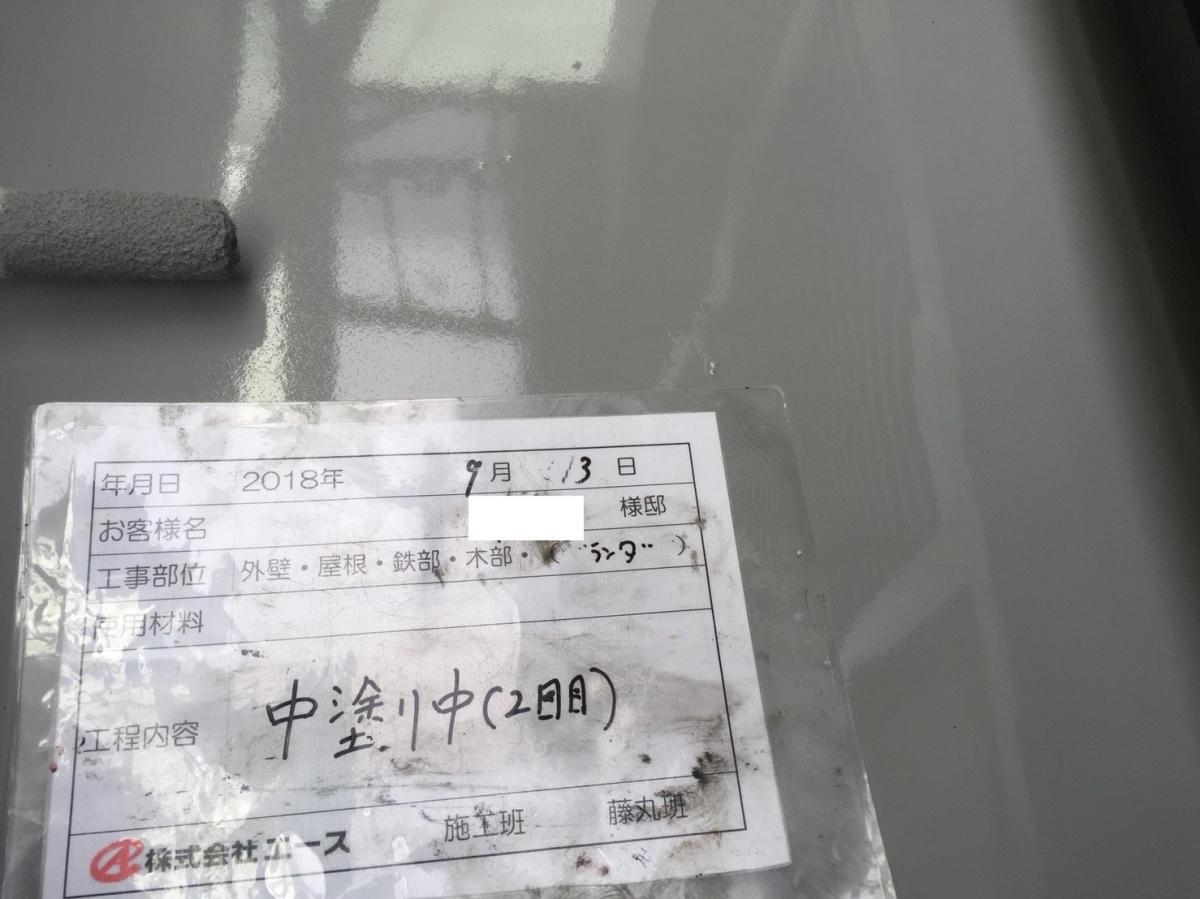 年月日 2018年 9月 13日
お客様名 様邸
工事部位 外壁・屋根・鉄部・木部・( ランダ )
使用材料
工程内容 中塗り中(2日目)
株式会社エース 施工班 藤丸班